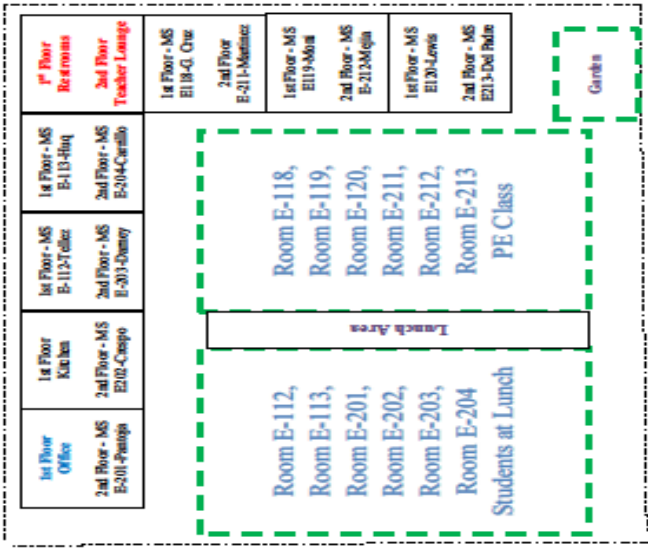 1st Floor
Restrooms
2nd Floor
Teacher Lounge
1st Floor - MS
E118-G. Cruz
2nd Floor
E-211-Martinez
1st Floor - MS
E119-Moni
2nd Floor - MS
E-212-Mejia
1st Floor - MS
E120-Lewis
2nd Floor - MS
E213-Del Padre
Garden
1st Floor - MS
E-113-Huq
2nd Floor - MS
E-204-Carrillo
1st Floor - MS
E-112-Tellez
2nd Floor - MS
E-203-Damey
1st Floor
Kitchen
2nd Floor - MS
E202-Crespo
1st Floor
Office
2nd Floor - MS
E-201-Pantoja
Room E-118,
Room E-119,
Room E-120,
Room E-211,
Room E-212,
Room E-213
PE Class
Lunch Area
Room E-112,
Room E-113,
Room E-201,
Room E-202,
Room E-203,
Room E-204
Students at Lunch